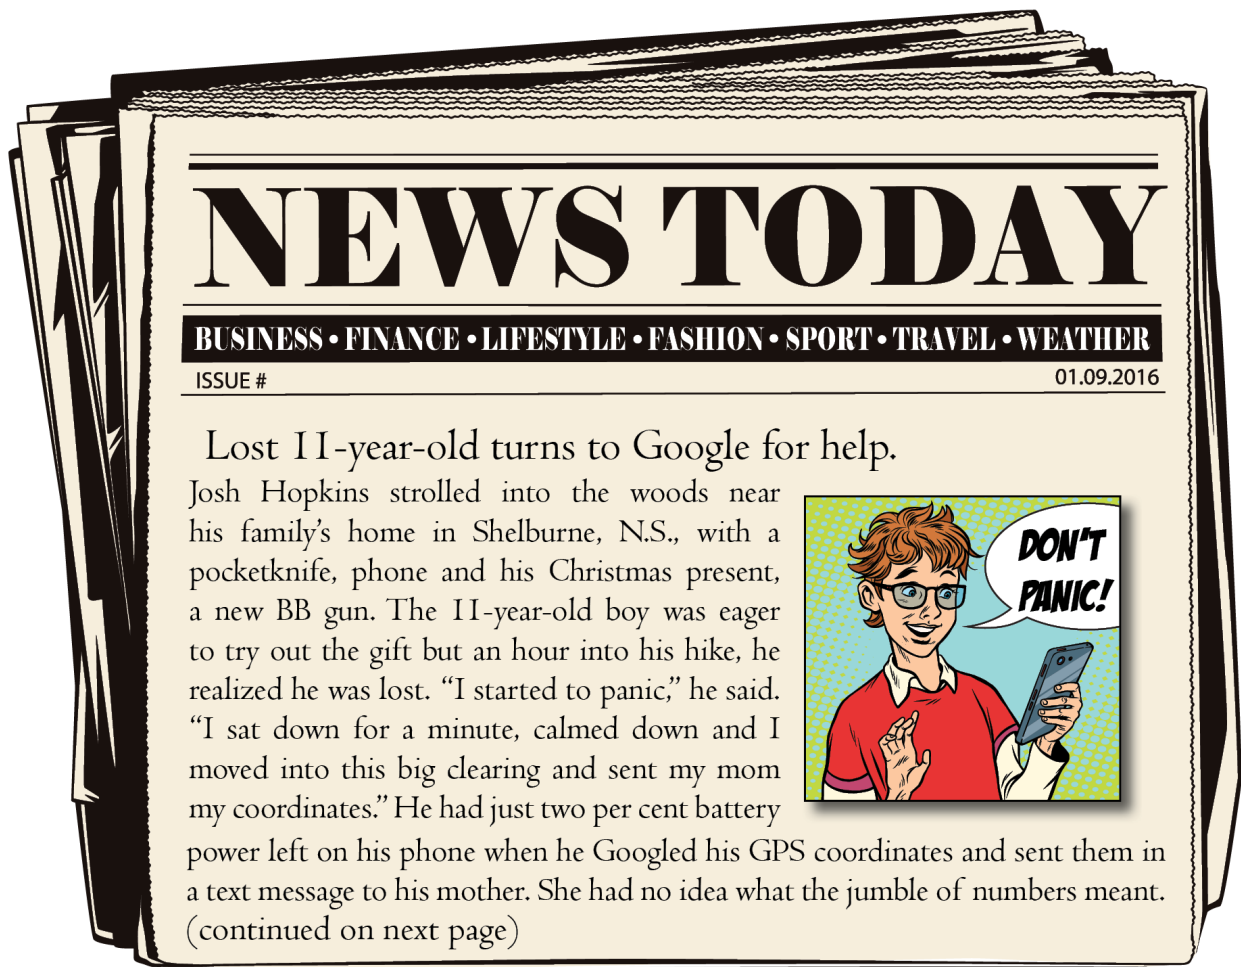 NEWS TODAY
BUSINESS • FINANCE • LIFESTYLE • FASHION • SPORT • TRAVEL • WEATHER
ISSUE # 01.09.2016
Lost 11-year-old turns to Google for help.
Josh Hopkins strolled into the woods near
his family’s home in Shelburne, N.S., with a
pocketknife, phone and his Christmas present,
a new BB gun. The 11-year-old boy was eager
to try out the gift but an hour into his hike, he
realized he was lost. “I started to panic,” he said.
“I sat down for a minute, calmed down and I
moved into this big clearing and sent my mom
my coordinates.” He had just two per cent battery
power left on his phone when he Googled his GPS coordinates and sent them in
a text message to his mother. She had no idea what the jumble of numbers meant.
(continued on next page)
DON'T
PANIC!